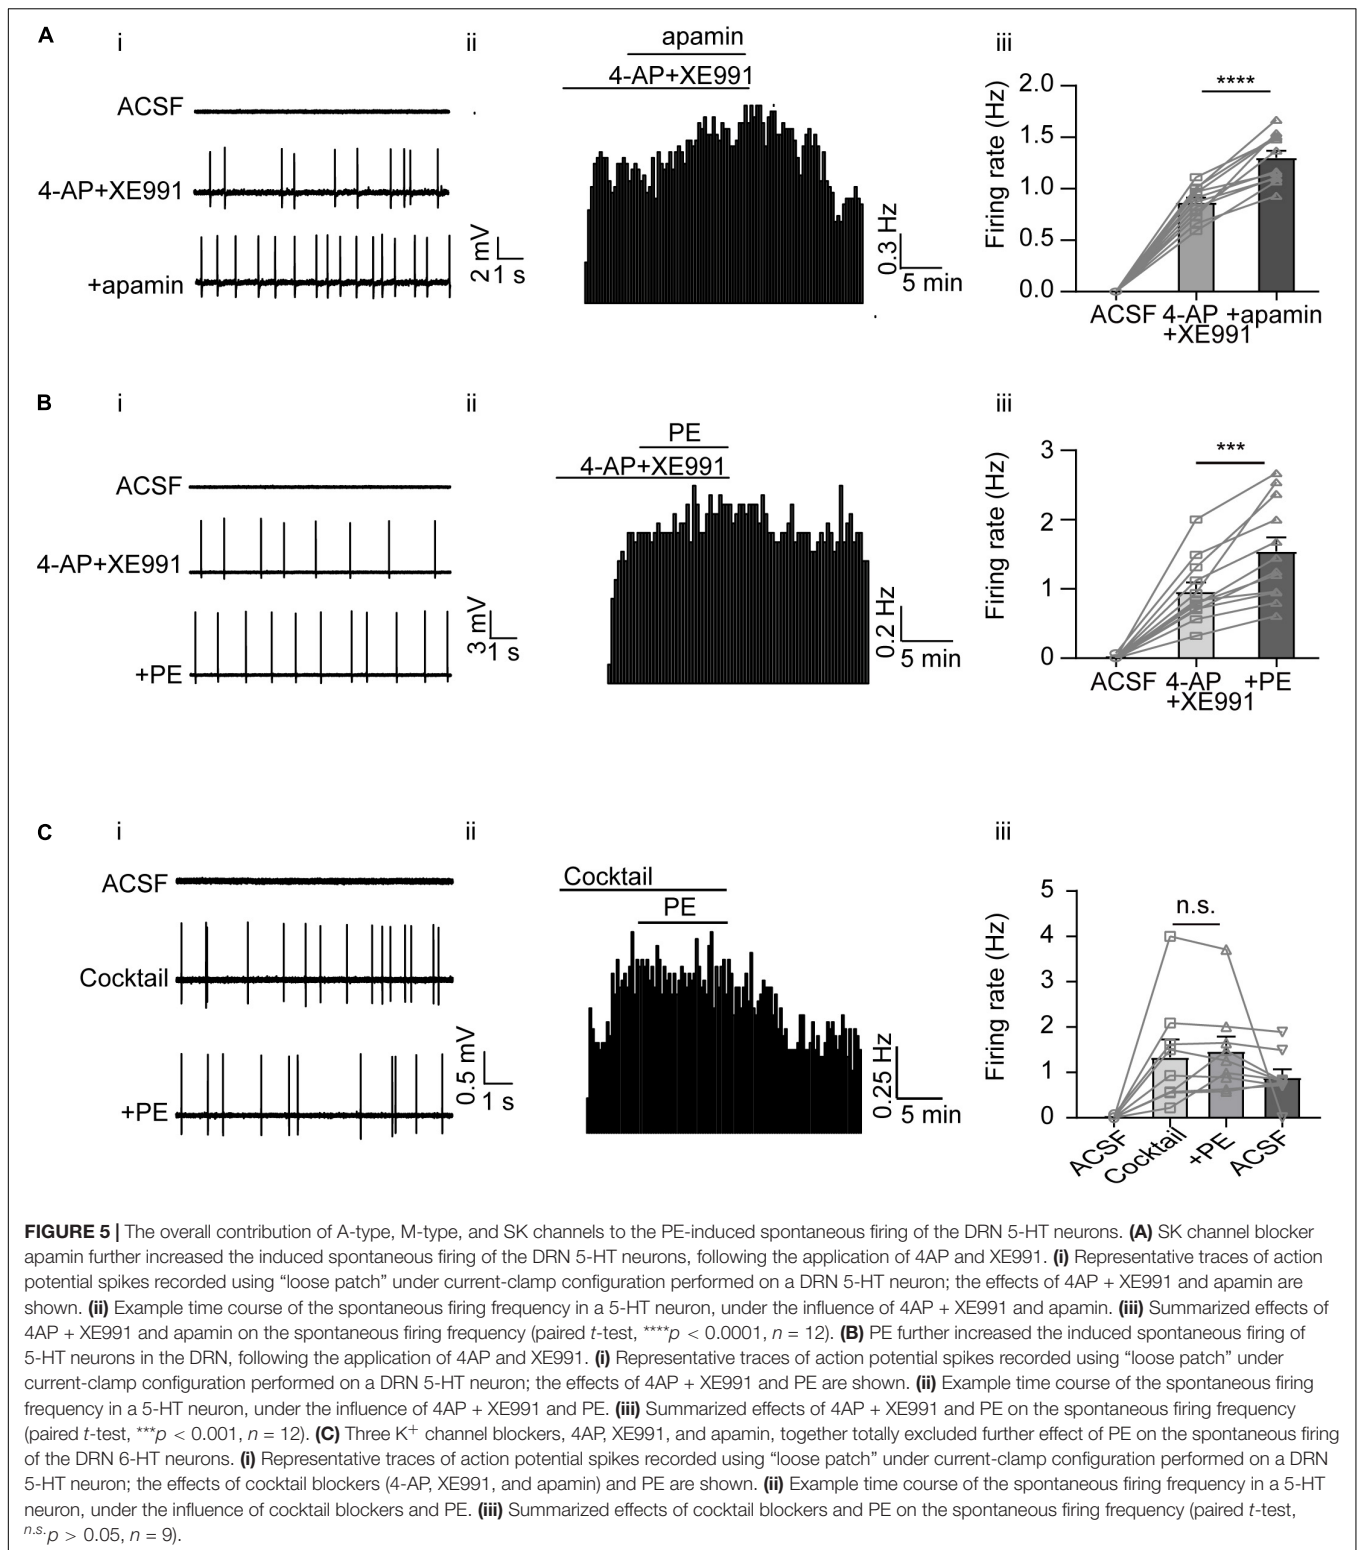 A
i
ii
iii
ACSF
4-AP+XE991
+apamin
2 mV
1 s
apamin
4-AP+XE991
0.3 Hz
5 min
Firing rate (Hz)
2.0
1.5
1.0
0.5
0.0
****
ACSF 4-AP +apamin
+XE991
B
i
ii
iii
ACSF
4-AP+XE991
+PE
3 mV
1 s
PE
4-AP+XE991
0.2 Hz
5 min
Firing rate (Hz)
3
2
1
0
***
ACSF 4-AP +PE
+XE991
C
i
ii
iii
ACSF
Cocktail
+PE
0.5 mV
1 s
Cocktail
PE
0.25 Hz
5 min
Firing rate (Hz)
5
4
3
2
1
0
n.s.
ACSF
Cocktail
+PE
ACSF
FIGURE 5 | The overall contribution of A-type, M-type, and SK channels to the PE-induced spontaneous firing of the DRN 5-HT neurons. (A) SK channel blocker
apamin further increased the induced spontaneous firing of the DRN 5-HT neurons, following the application of 4AP and XE991. (i) Representative traces of action
potential spikes recorded using “loose patch” under current-clamp configuration performed on a DRN 5-HT neuron; the effects of 4AP + XE991 and apamin are
shown. (ii) Example time course of the spontaneous firing frequency in a 5-HT neuron, under the influence of 4AP + XE991 and apamin. (iii) Summarized effects of
4AP + XE991 and apamin on the spontaneous firing frequency (paired t-test, ****p < 0.0001, n = 12). (B) PE further increased the induced spontaneous firing of
5-HT neurons in the DRN, following the application of 4AP and XE991. (i) Representative traces of action potential spikes recorded using “loose patch” under
current-clamp configuration performed on a DRN 5-HT neuron; the effects of 4AP + XE991 and PE are shown. (ii) Example time course of the spontaneous firing
frequency in a 5-HT neuron, under the influence of 4AP + XE991 and PE. (iii) Summarized effects of 4AP + XE991 and PE on the spontaneous firing frequency
(paired t-test, ***p < 0.001, n = 12). (C) Three K+ channel blockers, 4AP, XE991, and apamin, together totally excluded further effect of PE on the spontaneous firing
of the DRN 6-HT neurons. (i) Representative traces of action potential spikes recorded using “loose patch” under current-clamp configuration performed on a DRN
5-HT neuron; the effects of cocktail blockers (4-AP, XE991, and apamin) and PE are shown. (ii) Example time course of the spontaneous firing frequency in a 5-HT
neuron, under the influence of cocktail blockers and PE. (iii) Summarized effects of cocktail blockers and PE on the spontaneous firing frequency (paired t-test,
n.s.p > 0.05, n = 9).